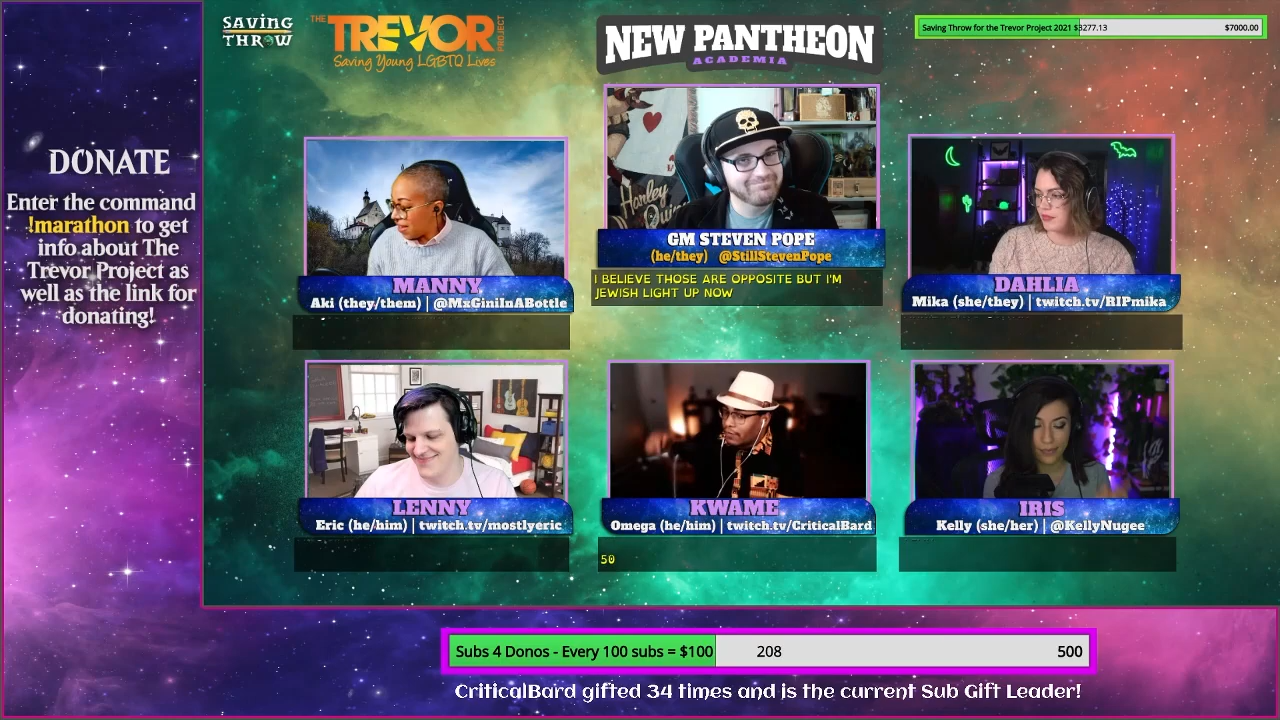 SAVING
THROW
THE TREVOR PROJECT
Saving Young LGBTQ Lives
NEW PANTHEON
ACADEMIA
Saving Throw for the Trevor Project 2021 $3277.13 $7000.00
DONATE
Enter the command
!marathon to get
info about The
Trevor Project as
well as the link for
donating!
Harley
Quinn
GM STEVEN POPE
(he/they) @StillStevenPope
I BELIEVE THOSE ARE OPPOSITE BUT I'M
JEWISH LIGHT UP NOW
MANNY
Aki (they/them) | @MxGiniInABottle
DAHLIA
Mika (she/they) | twitch.tv/RIPmika
LENNY
Eric (he/him) | twitch.tv/mostlyeric
KWAME
Omega (he/him) | twitch.tv/CriticalBard
50
IRIS
Kelly (she/her) | @KellyNugee
Subs 4 Donos - Every 100 subs = $100 208 500
CriticalBard gifted 34 times and is the current Sub Gift Leader!